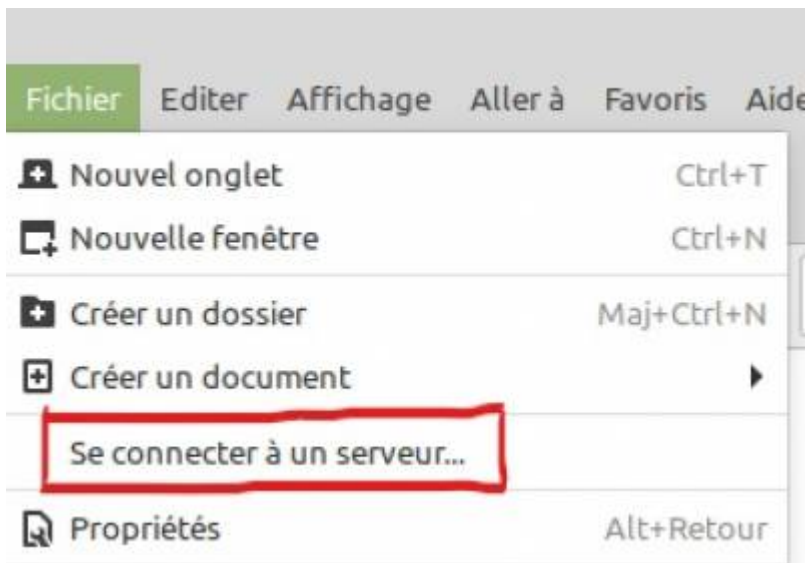 Fichier Editer Affichage Aller à Favoris Aide
Nouvel onglet Ctrl+T
Nouvelle fenêtre Ctrl+N
Créer un dossier Maj+Ctrl+N
Créer un document
Se connecter à un serveur...
Propriétés Alt+Retour